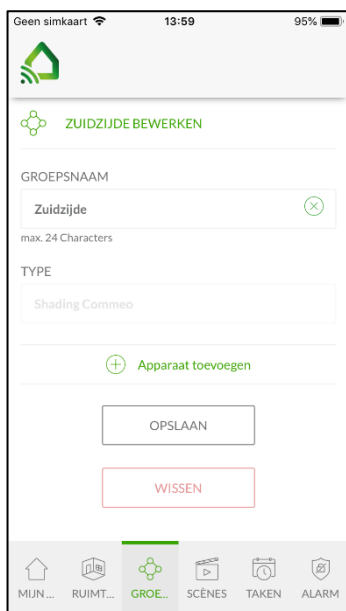 Geen simkaart 13:59 95%
ZUIDZIJDE BEWERKEN
GROEPSNAAM
Zuidzijde
max. 24 Characters
TYPE
Shading Commeo
Apparaat toevoegen
OPSLAAN
WISSEN
MIJN ... RUIMT... GROE... SCÈNES TAKEN ALARM